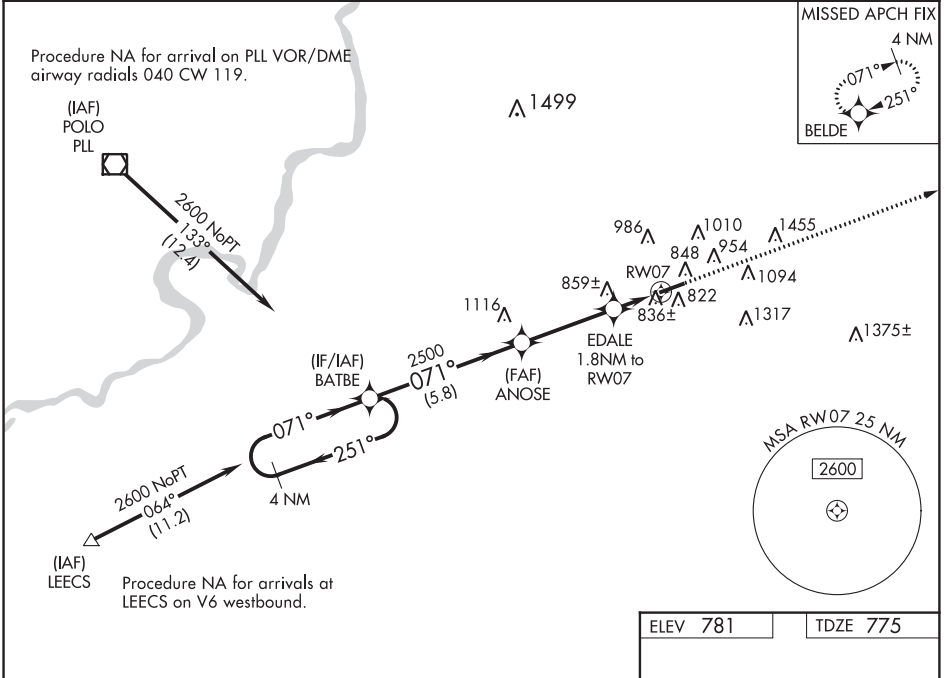 MISSED APCH FIX
4 NM
071°
251°
BELDE
Procedure NA for arrival on PLL VOR/DME
airway radials 040 CW 119.
(IAF)
POLO
PLL
2600 NoPT
133°
(12.4)
1499
986
1010
1455
954
848
RW07
1094
859±
836±
822
1317
1375±
1116
EDALE
1.8NM to
RW07
(IF/IAF)
BATBE
2500
071°
(5.8)
(FAF)
ANOSE
071°
251°
4 NM
2600 NoPT
064°
(11.2)
(IAF)
LEECS
Procedure NA for arrivals at
LEECS on V6 westbound.
MSA RW07 25 NM
2600
ELEV 781
TDZE 775